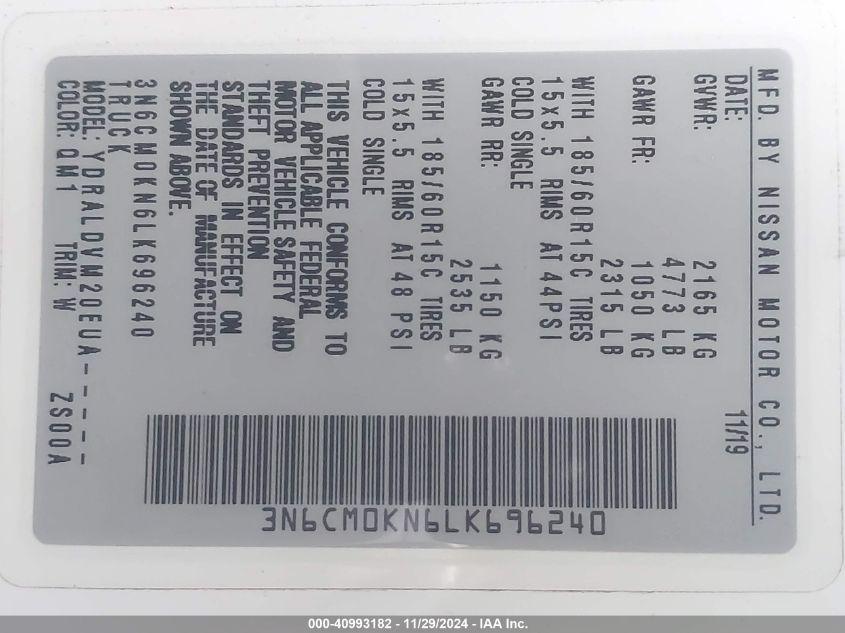 MFD. BY NISSAN MOTOR CO., LTD.
DATE: 11/19
GVWR: 2165 KG
4773 LB
GAWR FR: 1050 KG
2315 LB
WITH 185/60R15C TIRES
15x5.5 RIMS AT 44PSI
COLD SINGLE
GAWR RR: 1150 KG
2535 LB
WITH 185/60R15C TIRES
15x5.5 RIMS AT 48 PSI
COLD SINGLE
THIS VEHICLE CONFORMS TO
ALL APPLICABLE FEDERAL
MOTOR VEHICLE SAFETY AND
THEFT PREVENTION
STANDARDS IN EFFECT ON
THE DATE OF MANUFACTURE
SHOWN ABOVE.
3N6CM0KN6LK696240
TRUCK
MODEL: YDRALDVM20EUA-----
COLOR: QM1 TRIM: W ZS00A
3N6CM0KN6LK696240
000-40993182 - 11/29/2024 - IAA Inc.